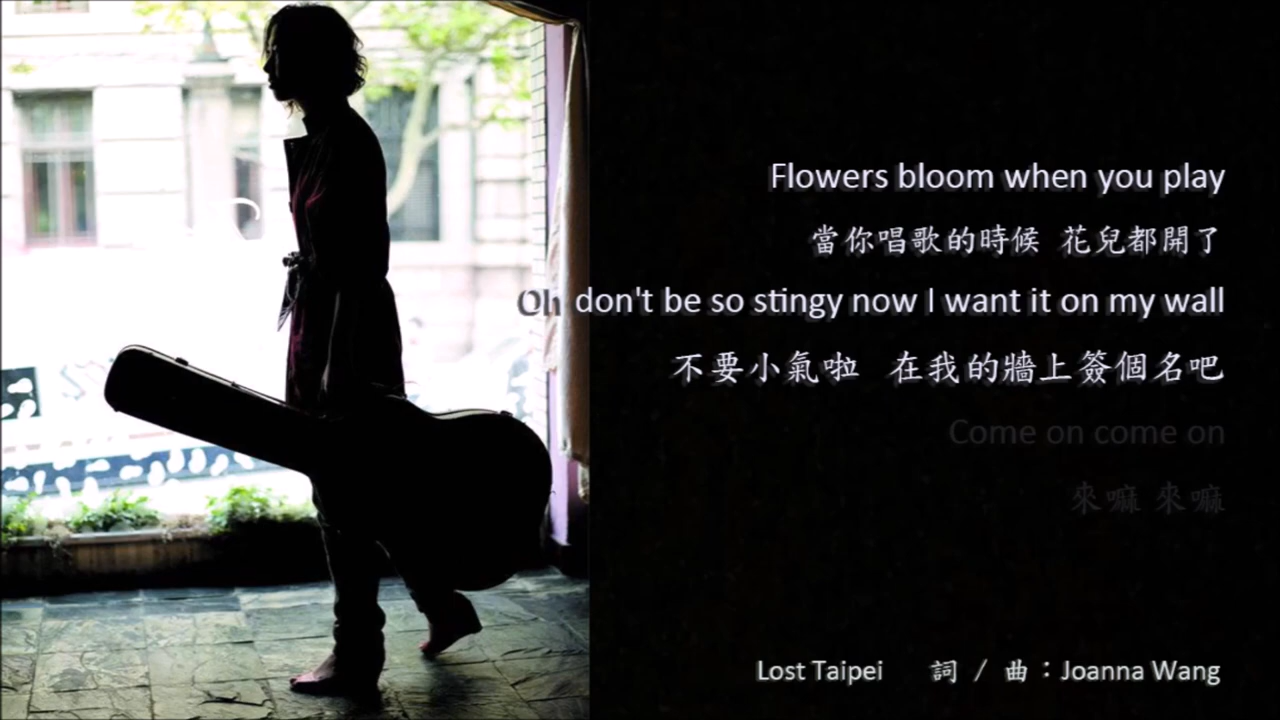 Flowers bloom when you play
當你唱歌的時候 花兒都開了
Oh don't be so stingy now I want it on my wall
不要小氣啦 在我的牆上簽個名吧
Come on come on
來嘛 來嘛
Lost Taipei 詞 / 曲：Joanna Wang